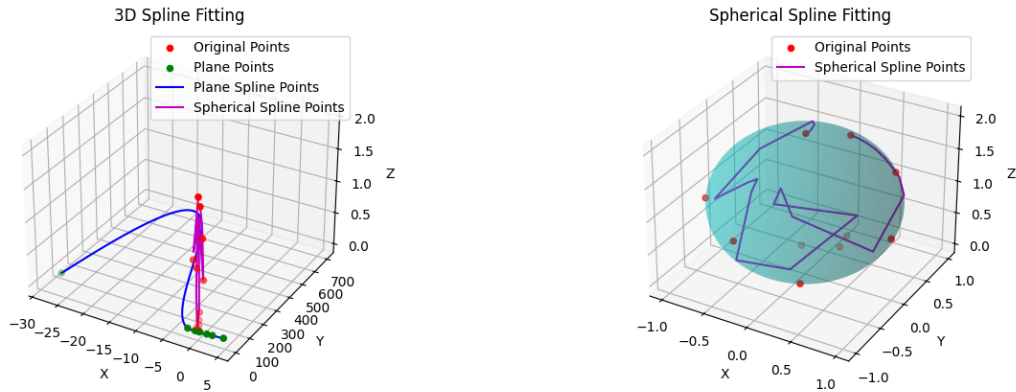 3D Spline Fitting
Original Points
Plane Points
Plane Spline Points
Spherical Spline Points
2.0
1.5
1.0
0.5
0.0
Z
700
600
500
400
300
200
100
0
Y
−30
−25
−20
−15
−10
−5
0
5
X
Spherical Spline Fitting
Original Points
Spherical Spline Points
2.0
1.5
1.0
0.5
0.0
Z
1.0
0.5
0.0
−0.5
−1.0
Y
−1.0
−0.5
0.0
0.5
1.0
X